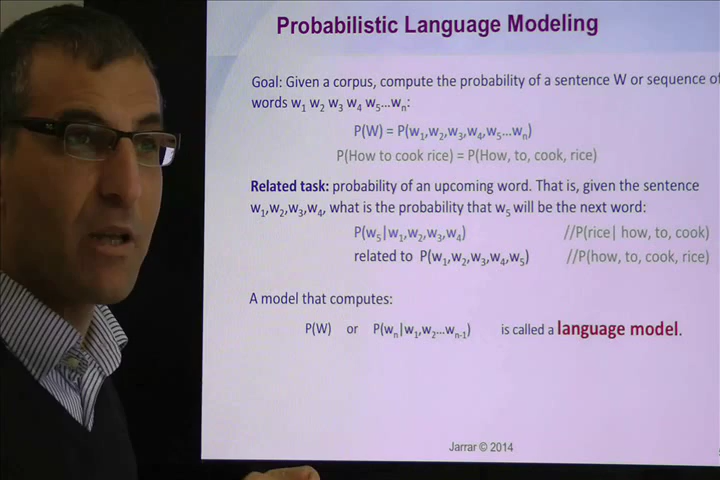 Probabilistic Language Modeling
Goal: Given a corpus, compute the probability of a sentence W or sequence of
words w₁ w₂ w₃ w₄ w₅…wₙ:
P(W) = P(w₁,w₂,w₃,w₄,w₅…wₙ)
P(How to cook rice) = P(How, to, cook, rice)
Related task: probability of an upcoming word. That is, given the sentence
w₁,w₂,w₃,w₄, what is the probability that w₅ will be the next word:
P(w₅|w₁,w₂,w₃,w₄) //P(rice| how, to, cook)
related to P(w₁,w₂,w₃,w₄,w₅) //P(how, to, cook, rice)
A model that computes:
P(W) or P(wₙ|w₁,w₂…wₙ₋₁) is called a language model.
Jarrar © 2014